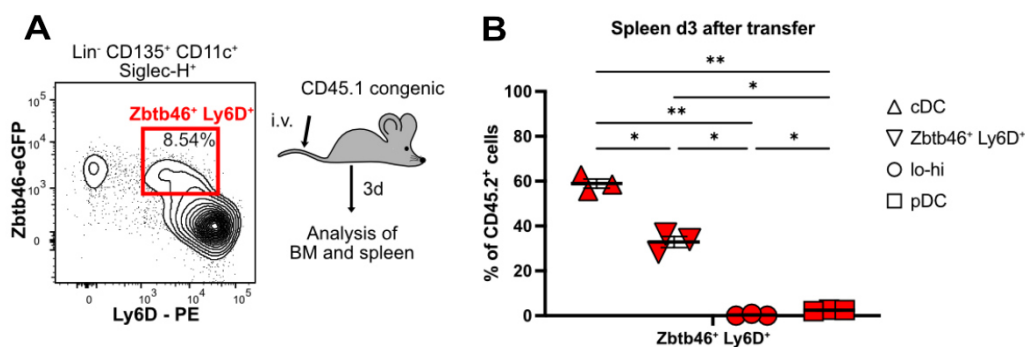 A
Lin⁻ CD135⁺ CD11c⁺
Siglec-H⁺
Zbtb46⁺ Ly6D⁺
8.54%
Zbtb46-eGFP
10⁵
10⁴
10³
0
0
10³
10⁴
10⁵
Ly6D - PE
CD45.1 congenic
i.v.
3d
Analysis of
BM and spleen
B
Spleen d3 after transfer
**
*
**
*
*
*
% of CD45.2⁺ cells
100
80
60
40
20
0
Zbtb46⁺ Ly6D⁺
cDC
Zbtb46⁺ Ly6D⁺
lo-hi
pDC